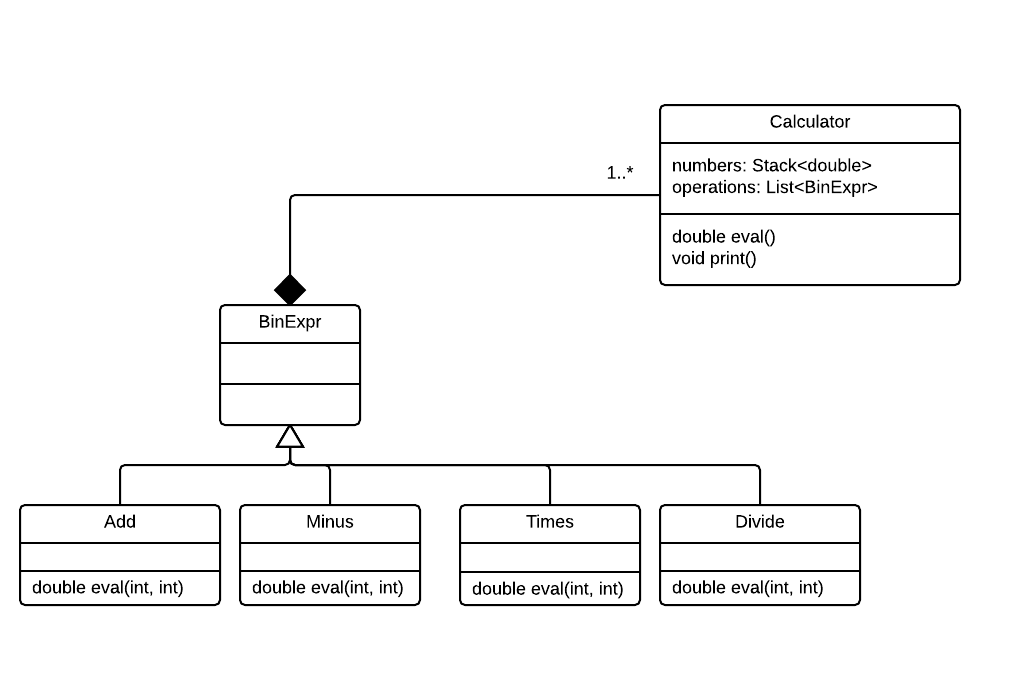 Calculator
numbers: Stack<double>
operations: List<BinExpr>
double eval()
void print()
1..*
BinExpr
Add
double eval(int, int)
Minus
double eval(int, int)
Times
double eval(int, int)
Divide
double eval(int, int)